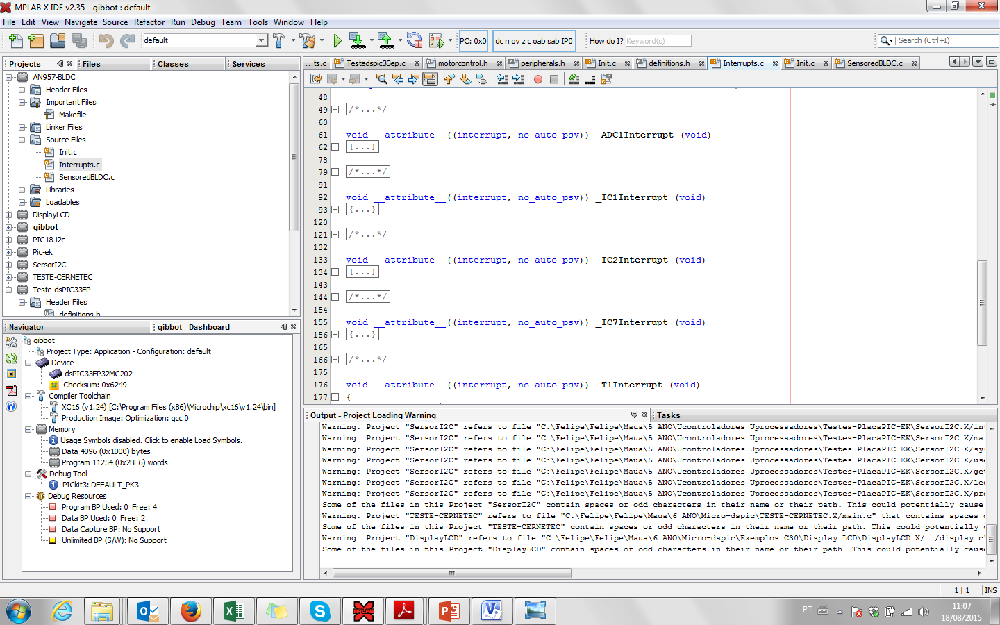 MPLAB X IDE v2.35 - gibbot : default
File Edit View Navigate Source Refactor Run Debug Team Tools Window Help
default
PC: 0x0
dc n ov z c oab sab IP0
How do I? Keyword(s)
Search (Ctrl+I)
Projects Files Classes Services
AN957-BLDC
Header Files
Important Files
Makefile
Linker Files
Source Files
Init.c
Interrupts.c
SensoredBLDC.c
Libraries
Loadables
DisplayLCD
gibbot
PIC18-i2c
Pic-ek
SersorI2C
TESTE-CERNETEC
Teste-dsPIC33EP
Header Files
definitions.h
Navigator gibbot - Dashboard
gibbot
Project Type: Application - Configuration: default
Device
dsPIC33EP32MC202
Checksum: 0x6249
Compiler Toolchain
XC16 (v1.24) [C:\Program Files (x86)\Microchip\xc16\v1.24\bin]
Production Image: Optimization: gcc 0
Memory
Usage Symbols disabled. Click to enable Load Symbols.
Data 4096 (0x1000) bytes
Program 11254 (0x2BF6) words
Debug Tool
PICkit3: DEFAULT_PK3
Debug Resources
Program BP Used: 0 Free: 4
Data BP Used: 0 Free: 2
Data Capture BP: No Support
Unlimited BP (S/W): No Support
...ts.c Testedspic33ep.c motorcontrol.h peripherals.h Init.c definitions.h Interrupts.c Init.c SensoredBLDC.c
48
49 /*...*/
60
61 void __attribute__((interrupt, no_auto_psv)) _ADC1Interrupt (void)
62 {...}
78
79 /*...*/
91
92 void __attribute__((interrupt, no_auto_psv)) _IC1Interrupt (void)
93 {...}
120
121 /*...*/
132
133 void __attribute__((interrupt, no_auto_psv)) _IC2Interrupt (void)
134 {...}
143
144 /*...*/
154
155 void __attribute__((interrupt, no_auto_psv)) _IC7Interrupt (void)
156 {...}
165
166 /*...*/
175
176 void __attribute__((interrupt, no_auto_psv)) _T1Interrupt (void)
177 {
Output - Project Loading Warning Tasks
Warning: Project "SersorI2C" refers to file "C:\Felipe\Felipe\Maua\5 ANO\Ucontroladores Uprocessadores\Testes-PlacaPIC-EK\SersorI2C.X/int
Warning: Project "SersorI2C" refers to file "C:\Felipe\Felipe\Maua\5 ANO\Ucontroladores Uprocessadores\Testes-PlacaPIC-EK\SersorI2C.X/mai
Warning: Project "SersorI2C" refers to file "C:\Felipe\Felipe\Maua\5 ANO\Ucontroladores Uprocessadores\Testes-PlacaPIC-EK\SersorI2C.X/sys
Warning: Project "SersorI2C" refers to file "C:\Felipe\Felipe\Maua\5 ANO\Ucontroladores Uprocessadores\Testes-PlacaPIC-EK\SersorI2C.X/use
Warning: Project "SersorI2C" refers to file "C:\Felipe\Felipe\Maua\5 ANO\Ucontroladores Uprocessadores\Testes-PlacaPIC-EK\SersorI2C.X/get
Warning: Project "SersorI2C" refers to file "C:\Felipe\Felipe\Maua\5 ANO\Ucontroladores Uprocessadores\Testes-PlacaPIC-EK\SersorI2C.X/leg
Warning: Project "SersorI2C" refers to file "C:\Felipe\Felipe\Maua\5 ANO\Ucontroladores Uprocessadores\Testes-PlacaPIC-EK\SersorI2C.X/pro
Some of the files in this Project "SersorI2C" contain spaces or odd characters in their name or their path. This could potentially cause
Warning: Project "TESTE-CERNETEC" refers to file "C:\Felipe\Felipe\Maua\6 ANO\Micro-dspic\TESTE-CERNETEC.X/main.c" that contains spaces o
Some of the files in this Project "TESTE-CERNETEC" contain spaces or odd characters in their name or their path. This could potentially c
Warning: Project "DisplayLCD" refers to file "C:\Felipe\Felipe\Maua\6 ANO\Micro-dspic\Exemplos C30\Display LCD\DisplayLCD.X/../display.c"
Some of the files in this Project "DisplayLCD" contain spaces or odd characters in their name or their path. This could potentially cause
1 | 1 INS
PT
11:07
18/08/2015